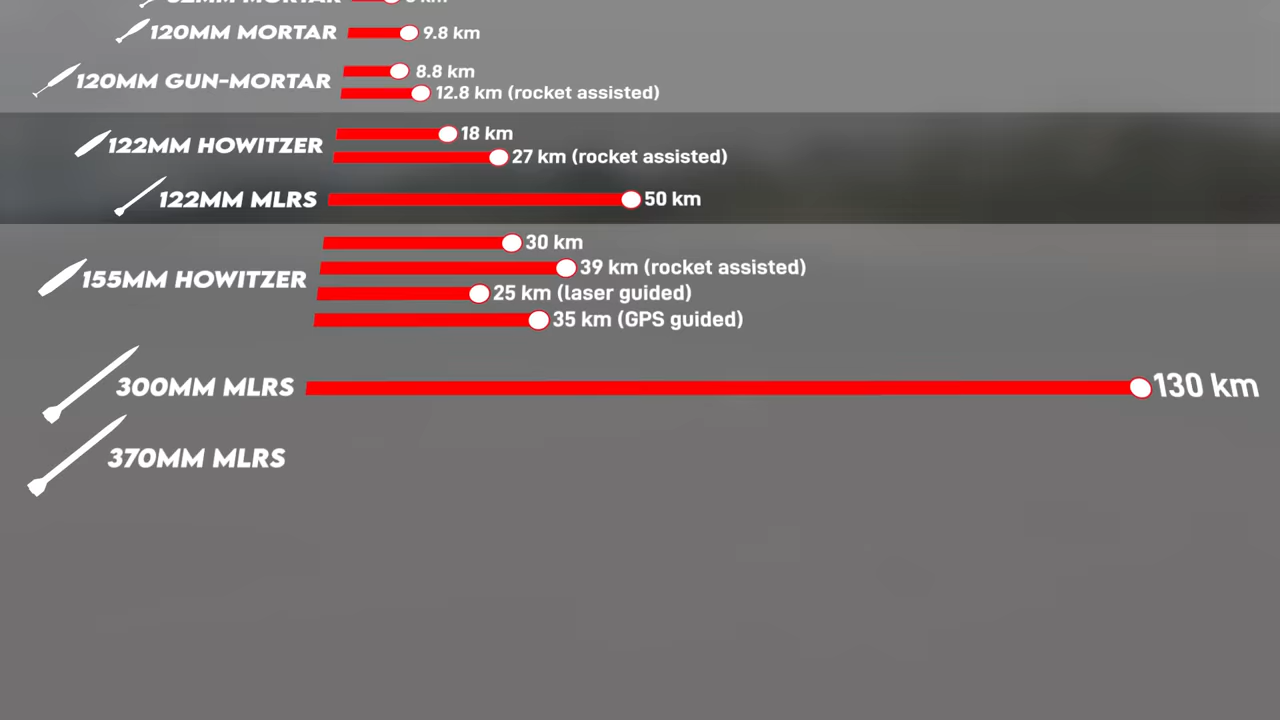 120MM MORTAR 9.8 km
120MM GUN-MORTAR 8.8 km
12.8 km (rocket assisted)
122MM HOWITZER 18 km
27 km (rocket assisted)
122MM MLRS 50 km
155MM HOWITZER 30 km
39 km (rocket assisted)
25 km (laser guided)
35 km (GPS guided)
300MM MLRS 130 km
370MM MLRS